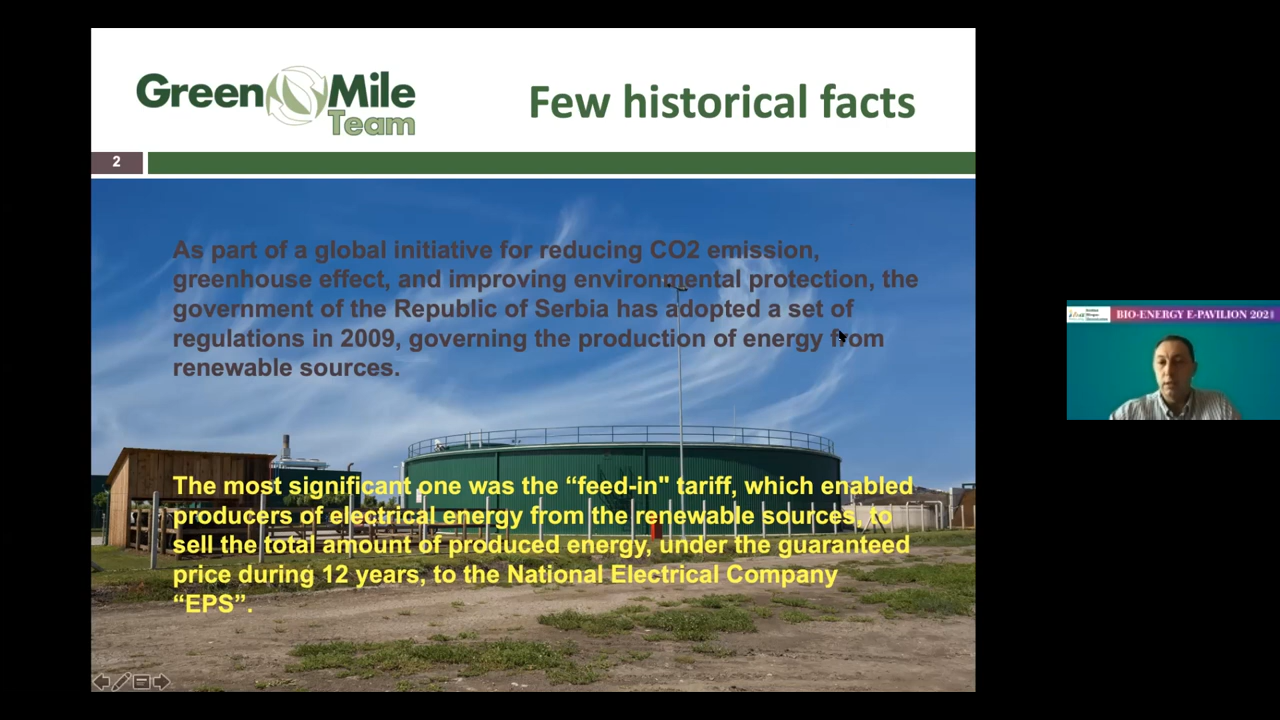 Green Mile
Team
Few historical facts
2
As part of a global initiative for reducing CO2 emission,
greenhouse effect, and improving environmental protection, the
government of the Republic of Serbia has adopted a set of
regulations in 2009, governing the production of energy from
renewable sources.
BIO-ENERGY E-PAVILION 202
The most significant one was the “feed-in" tariff, which enabled
producers of electrical energy from the renewable sources, to
sell the total amount of produced energy, under the guaranteed
price during 12 years, to the National Electrical Company
“EPS”.